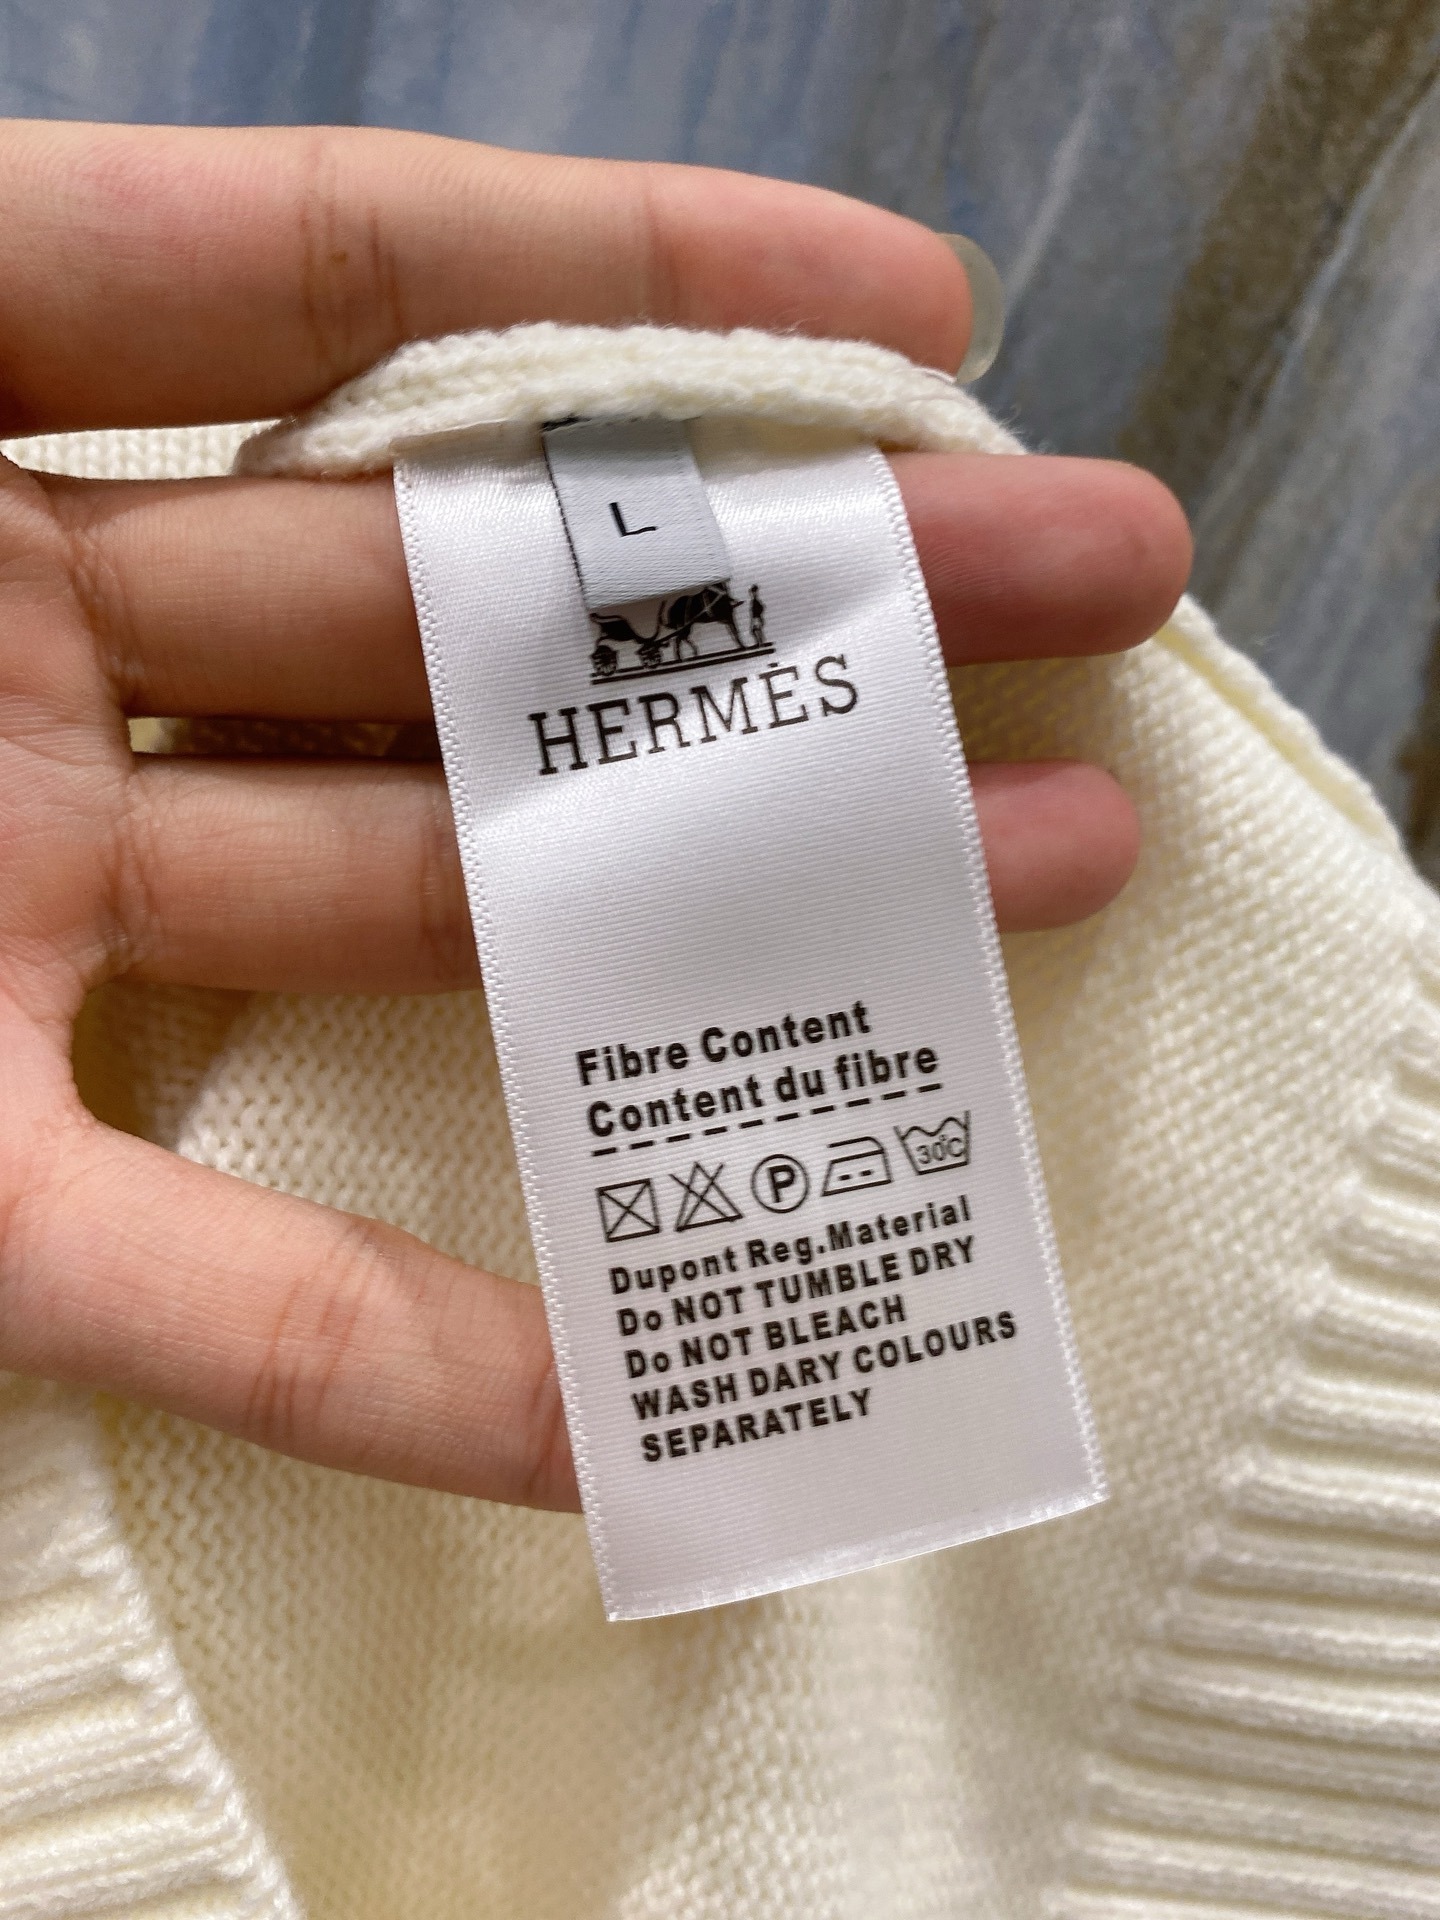 L
HERMÈS
Fibre Content
Content du fibre
P
30°C
Dupont Reg.Material
Do NOT TUMBLE DRY
Do NOT BLEACH
WASH DARY COLOURS
SEPARATELY